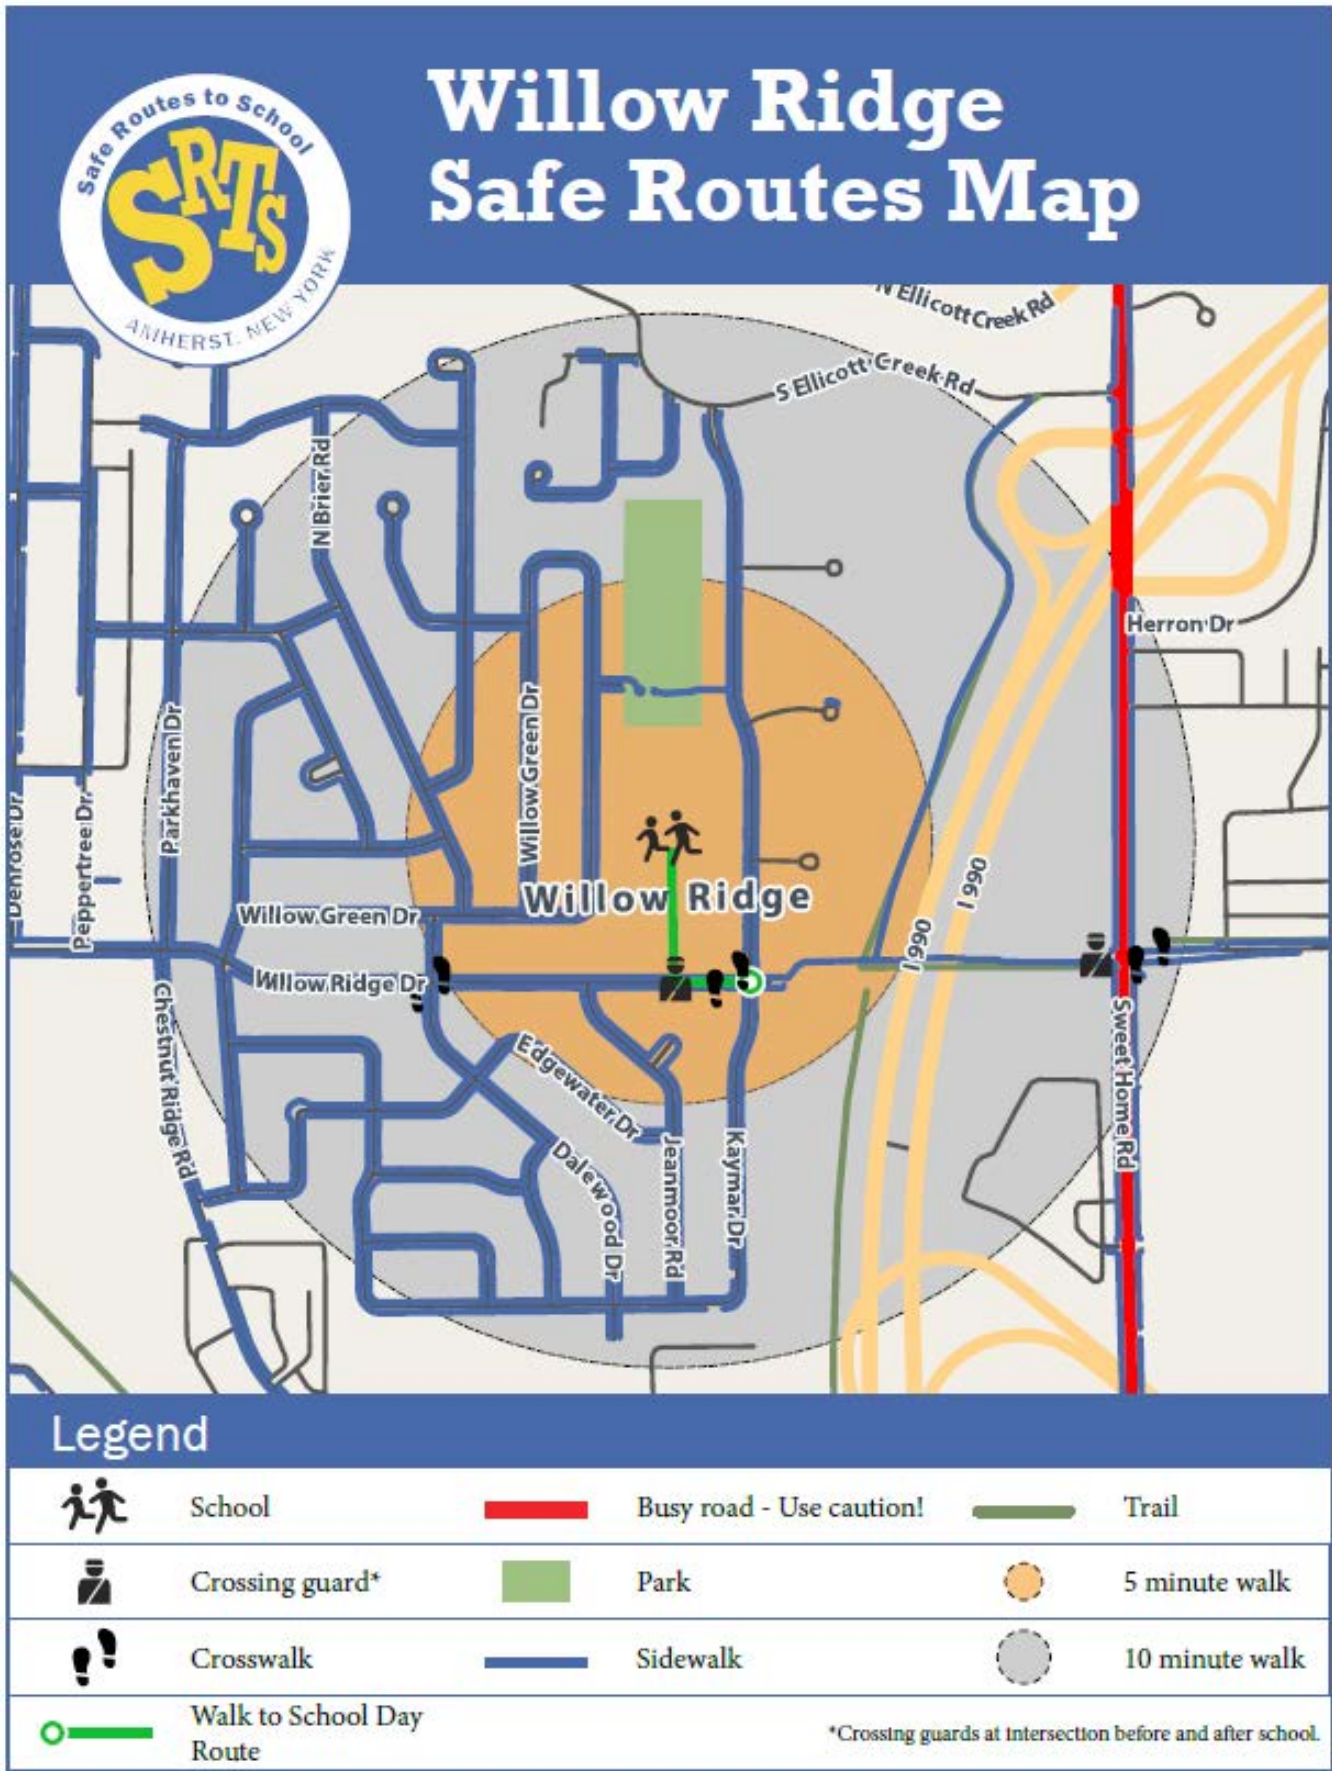 Safe Routes to School
SRTS
AMHERST, NEW YORK
Willow Ridge
Safe Routes Map
N Ellicott Creek Rd
S Ellicott Creek Rd
N Brier Rd
Herron Dr
Parkhaven Dr
Willow Green Dr
Denrose Dr
Peppertree Dr
I 990
Willow Ridge
Willow Green Dr
I 990
Willow Ridge Dr
Chestnut Ridge Rd
Sweet Home Rd
Edgewater Dr
Dalewood Dr
Jeanmoor Rd
Kaymar Dr
Legend
School
Busy road - Use caution!
Trail
Crossing guard*
Park
5 minute walk
Crosswalk
Sidewalk
10 minute walk
Walk to School Day
Route
*Crossing guards at intersection before and after school.